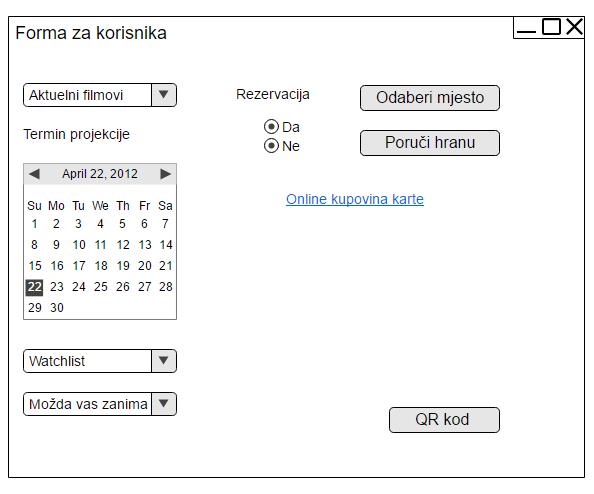 Forma za korisnika
Aktuelni filmovi
Termin projekcije
April 22, 2012
Su Mo Tu We Th Fr Sa
1 2 3 4 5 6 7
8 9 10 11 12 13 14
15 16 17 18 19 20 21
22 23 24 25 26 27 28
29 30
Watchlist
Možda vas zanima
Rezervacija
Da
Ne
Odaberi mjesto
Poruči hranu
Online kupovina karte
QR kod